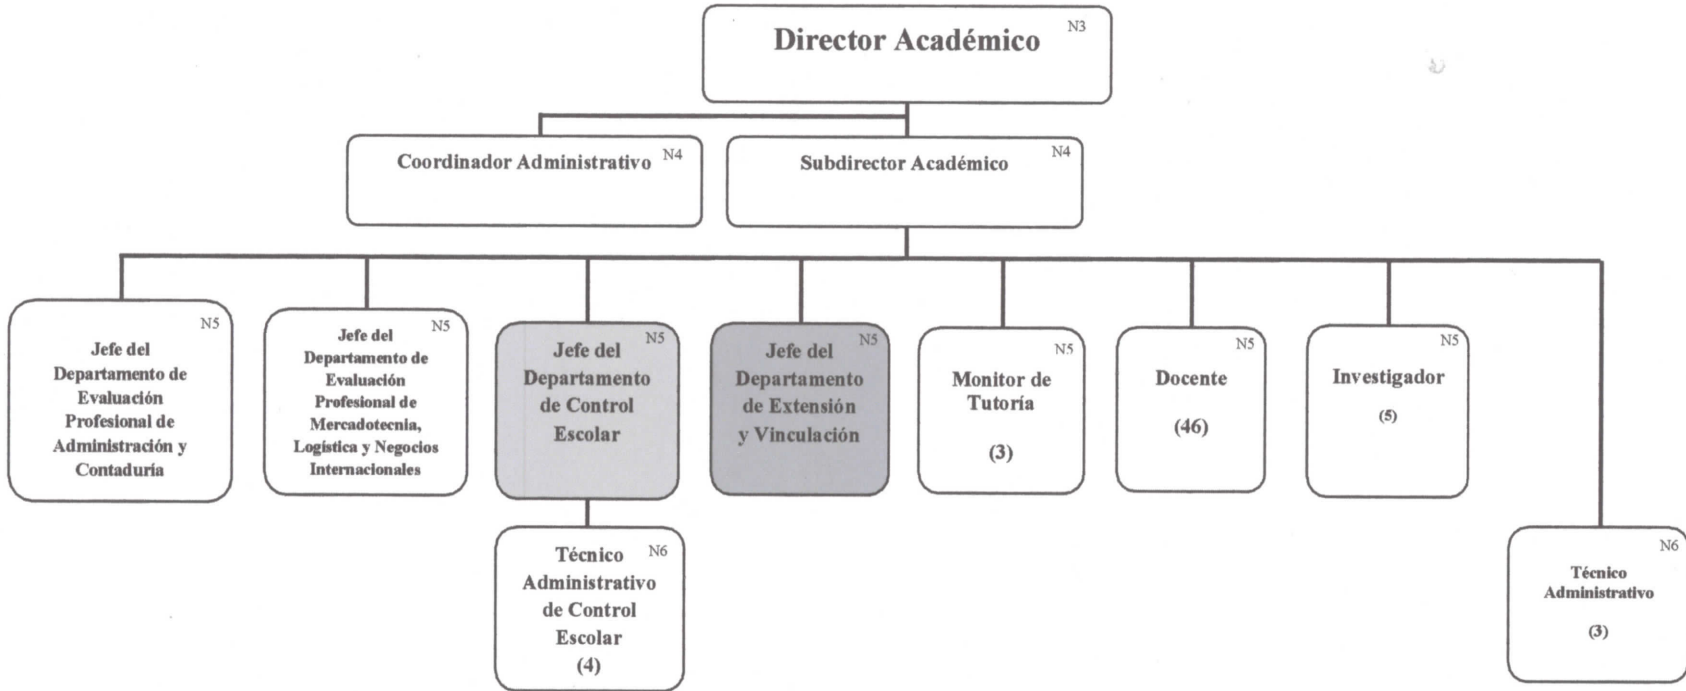 Director Académico N3
Coordinador Administrativo N4
Subdirector Académico N4
N5
Jefe del
Departamento de
Evaluación
Profesional de
Administración y
Contaduría
N5
Jefe del
Departamento de
Evaluación
Profesional de
Mercadotecnia,
Logística y Negocios
Internacionales
Jefe del N5
Departamento
de Control
Escolar
Jefe del N5
Departamento
de Extensión
y Vinculación
N5
Monitor de
Tutoría
(3)
N5
Docente
(46)
N5
Investigador
(5)
Técnico N6
Administrativo
de Control
Escolar
(4)
N6
Técnico
Administrativo
(3)